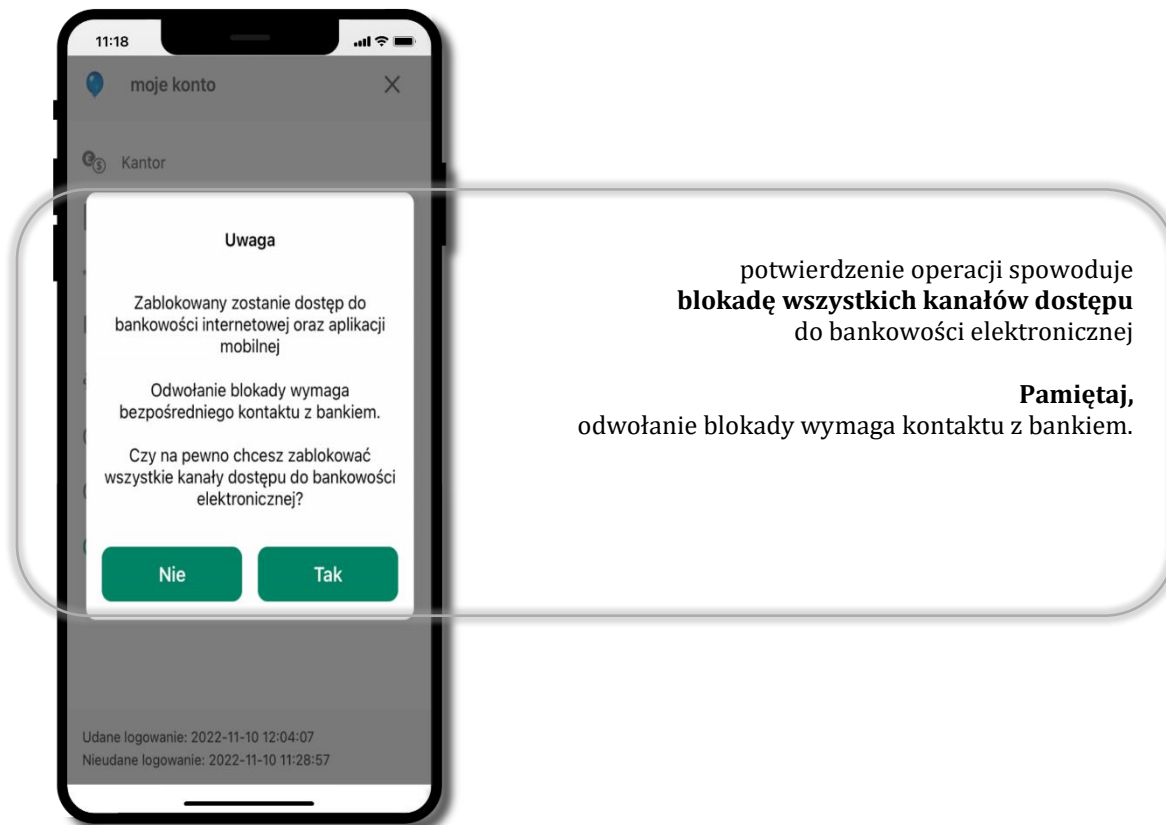 11:18
moje konto
Kantor
Uwaga
Zablokowany zostanie dostęp do
bankowości internetowej oraz aplikacji
mobilnej
Odwołanie blokady wymaga
bezpośredniego kontaktu z bankiem.
Czy na pewno chcesz zablokować
wszystkie kanały dostępu do bankowości
elektronicznej?
Nie
Tak
Udane logowanie: 2022-11-10 12:04:07
Nieudane logowanie: 2022-11-10 11:28:57
potwierdzenie operacji spowoduje
blokadę wszystkich kanałów dostępu
do bankowości elektronicznej
Pamiętaj,
odwołanie blokady wymaga kontaktu z bankiem.